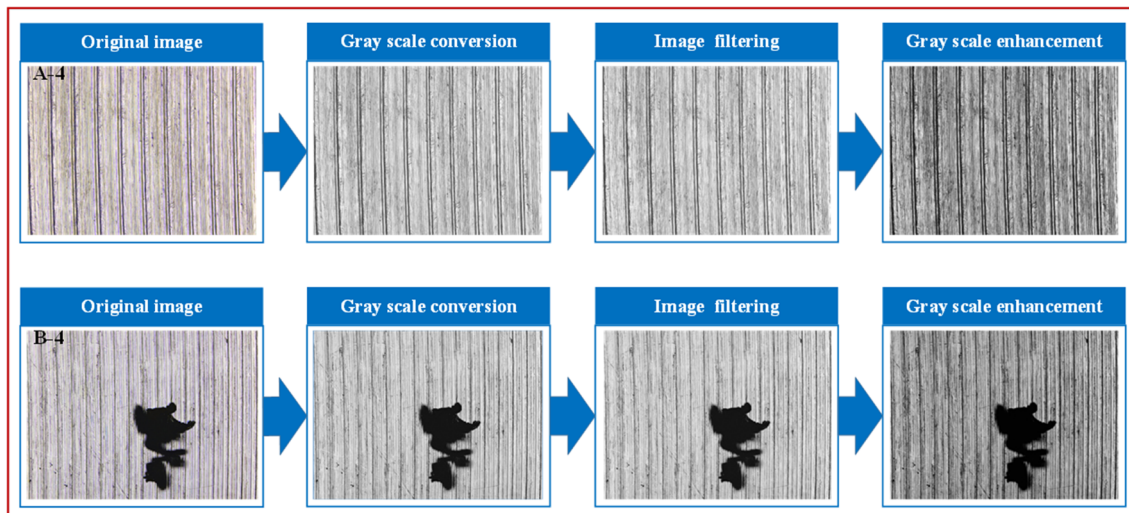 Original image
Gray scale conversion
Image filtering
Gray scale enhancement
A-4
Original image
Gray scale conversion
Image filtering
Gray scale enhancement
B-4